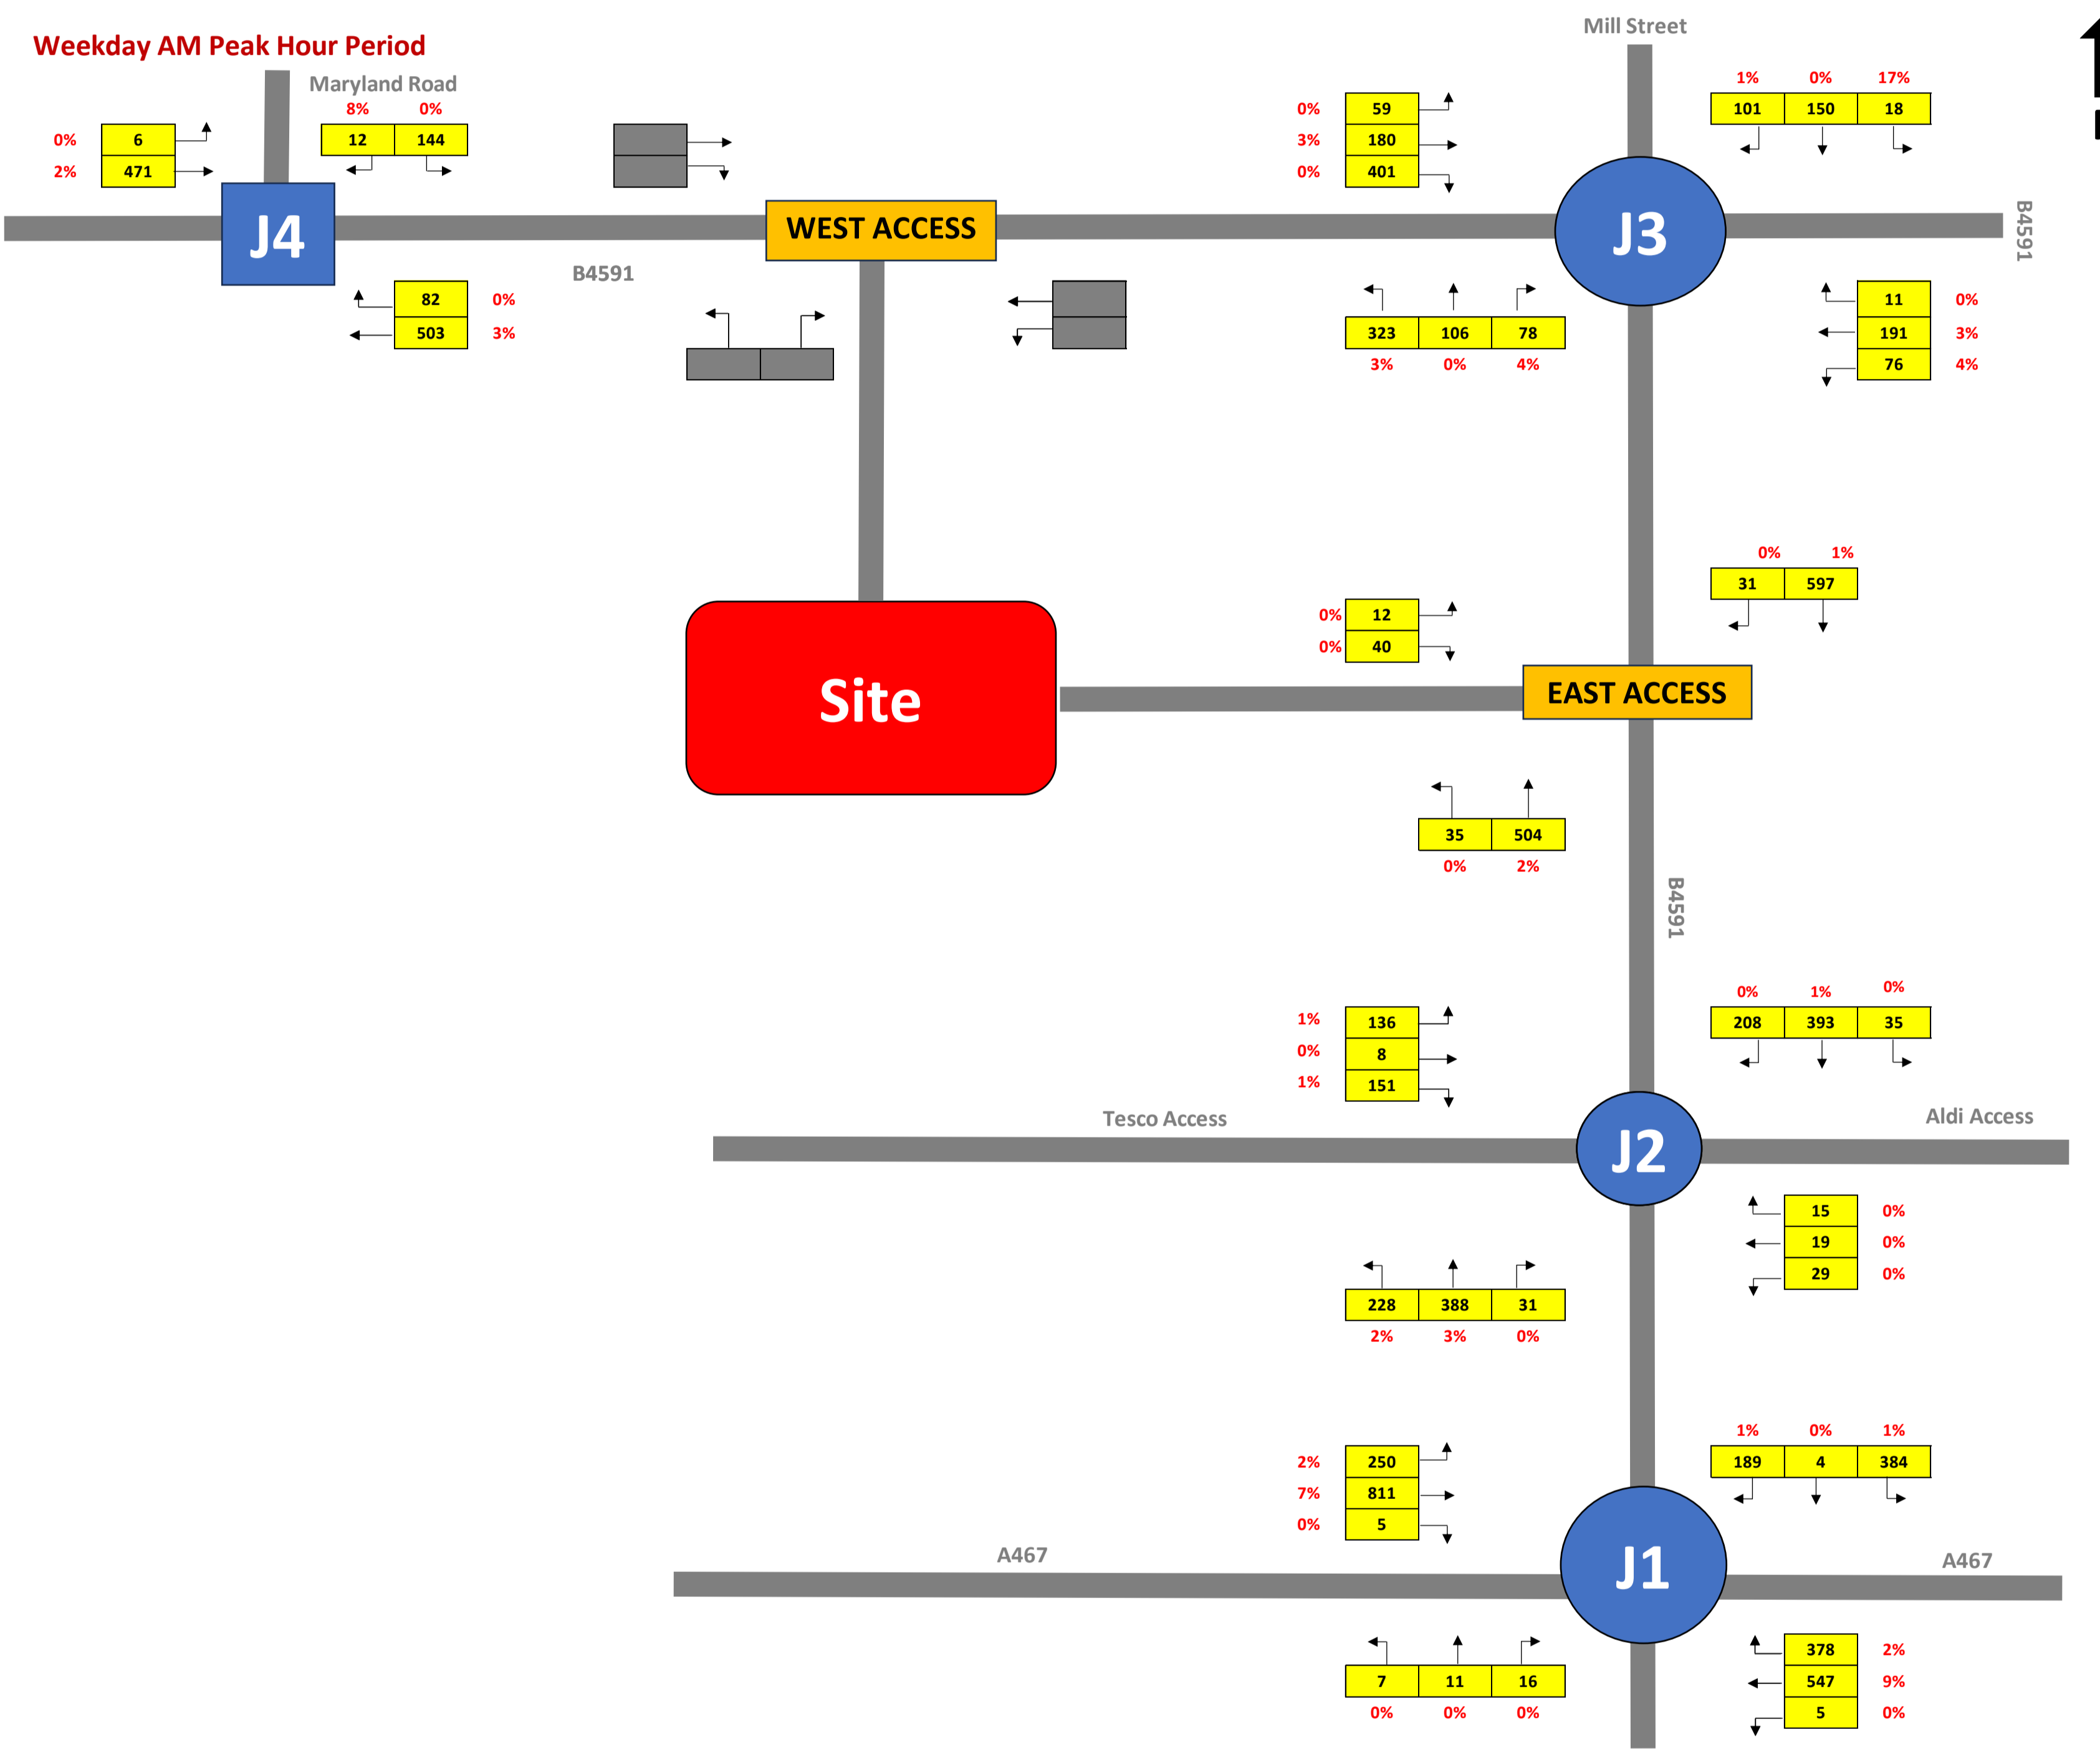 Mill Street
Weekday AM Peak Hour Period
Maryland Road
8% 0%
0% 6
12 144
2% 471
0% 59
3% 180
0% 401
1% 0% 17%
101 150 18
J4
WEST ACCESS
J3
B4591
B4591
82 0%
503 3%
323 106 78
3% 0% 4%
11 0%
191 3%
76 4%
0% 1%
31 597
0% 12
0% 40
Site
EAST ACCESS
35 504
0% 2%
B4591
0% 1% 0%
208 393 35
1% 136
0% 8
1% 151
Tesco Access
Aldi Access
J2
15 0%
19 0%
29 0%
228 388 31
2% 3% 0%
1% 0% 1%
189 4 384
2% 250
7% 811
0% 5
A467
A467
J1
378 2%
547 9%
5 0%
7 11 16
0% 0% 0%